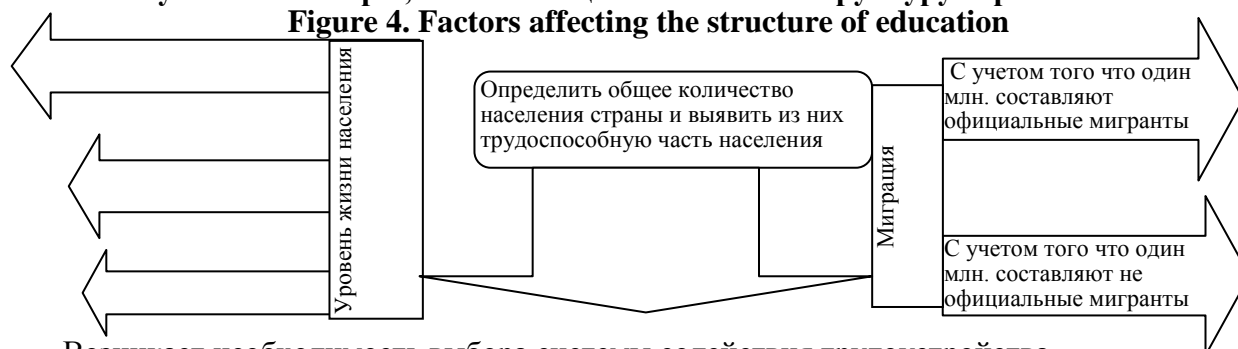 Figure 4. Factors affecting the structure of education
Уровень жизни населения
Определить общее количество
населения страны и выявить из них
трудоспособную часть населения
Миграция
С учетом того что один
млн. составляют
официальные мигранты
С учетом того что один
млн. составляют не
официальные мигранты